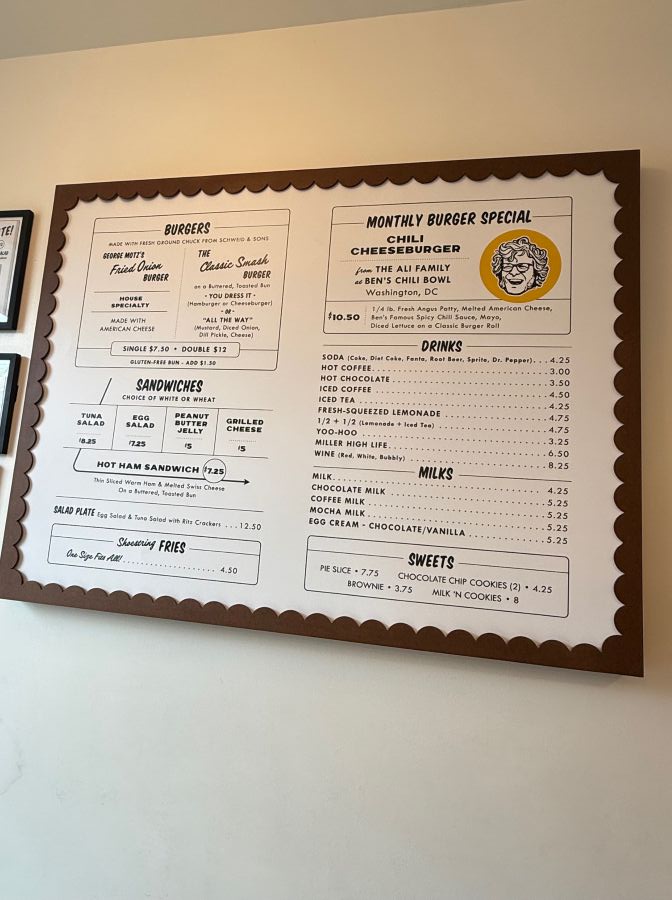 BURGERS
MADE WITH FRESH GROUND CHUCK FROM SCHWEID & SONS
GEORGE MOTZ'S
Fried Onion
BURGER
HOUSE
SPECIALTY
MADE WITH
AMERICAN CHEESE
THE
Classic Smash
BURGER
on a Buttered, Toasted Bun
• YOU DRESS IT •
(Hamburger or Cheeseburger)
- OR -
"ALL THE WAY"
(Mustard, Diced Onion,
Dill Pickle, Cheese)
SINGLE $7.50 • DOUBLE $12
GLUTEN-FREE BUN - ADD $1.50
SANDWICHES
CHOICE OF WHITE OR WHEAT
TUNA
SALAD
$8.25
EGG
SALAD
$7.25
PEANUT
BUTTER
JELLY
$5
GRILLED
CHEESE
$5
HOT HAM SANDWICH $7.25
Thin Sliced Warm Ham & Melted Swiss Cheese
On a Buttered, Toasted Bun
SALAD PLATE Egg Salad & Tuna Salad with Ritz Crackers ....12.50
Shoestring FRIES
One Size Fits All! .................... 4.50
MONTHLY BURGER SPECIAL
CHILI
CHEESEBURGER
from THE ALI FAMILY
at BEN'S CHILI BOWL
Washington, DC
$10.50
1/4 lb. Fresh Angus Patty, Melted American Cheese,
Ben's Famous Spicy Chili Sauce, Mayo,
Diced Lettuce on a Classic Burger Roll
DRINKS
SODA (Coke, Diet Coke, Fanta, Root Beer, Sprite, Dr. Pepper)... 4.25
HOT COFFEE........................ 3.00
HOT CHOCOLATE ..................... 3.50
ICED COFFEE ....................... 4.50
ICED TEA .......................... 4.25
FRESH-SQUEEZED LEMONADE ........... 4.75
1/2 + 1/2 (Lemonade + Iced Tea) ... 4.75
YOO-HOO ........................... 3.25
MILLER HIGH LIFE................... 6.50
WINE (Red, White, Bubbly) ......... 8.25
MILKS
MILK............................... 4.25
CHOCOLATE MILK .................... 5.25
COFFEE MILK ....................... 5.25
MOCHA MILK ........................ 5.25
EGG CREAM - CHOCOLATE/VANILLA ..... 5.25
SWEETS
PIE SLICE • 7.75 CHOCOLATE CHIP COOKIES (2) • 4.25
BROWNIE • 3.75 MILK 'N COOKIES • 8